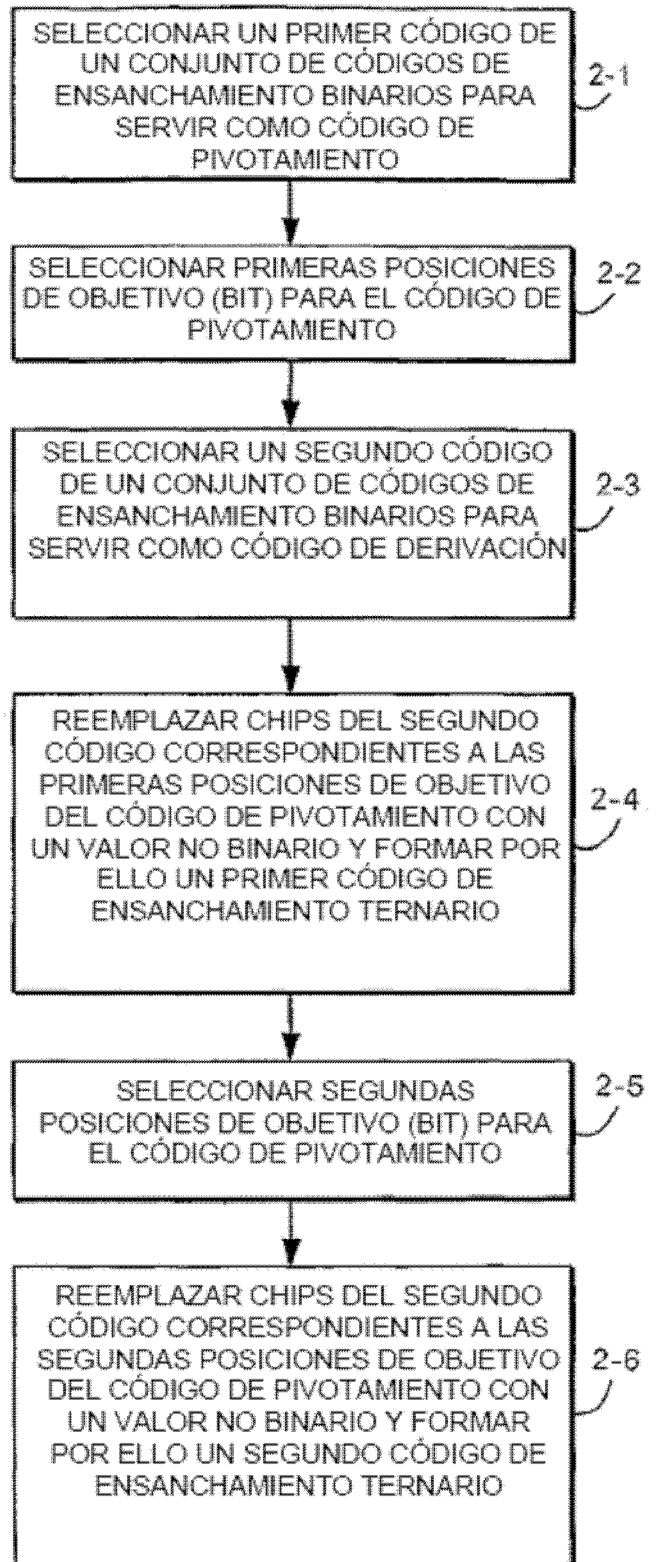 SELECCIONAR UN PRIMER CÓDIGO DE
UN CONJUNTO DE CÓDIGOS DE
ENSANCHAMIENTO BINARIOS PARA
SERVIR COMO CÓDIGO DE
PIVOTAMIENTO
2-1
SELECCIONAR PRIMERAS POSICIONES
DE OBJETIVO (BIT) PARA EL CÓDIGO DE
PIVOTAMIENTO
2-2
SELECCIONAR UN SEGUNDO CÓDIGO
DE UN CONJUNTO DE CÓDIGOS DE
ENSANCHAMIENTO BINARIOS PARA
SERVIR COMO CÓDIGO DE DERIVACIÓN
2-3
REEMPLAZAR CHIPS DEL SEGUNDO
CÓDIGO CORRESPONDIENTES A LAS
PRIMERAS POSICIONES DE OBJETIVO
DEL CÓDIGO DE PIVOTAMIENTO CON
UN VALOR NO BINARIO Y FORMAR POR
ELLO UN PRIMER CÓDIGO DE
ENSANCHAMIENTO TERNARIO
2-4
SELECCIONAR SEGUNDAS
POSICIONES DE OBJETIVO (BIT) PARA
EL CÓDIGO DE PIVOTAMIENTO
2-5
REEMPLAZAR CHIPS DEL SEGUNDO
CÓDIGO CORRESPONDIENTES A LAS
SEGUNDAS POSICIONES DE OBJETIVO
DEL CÓDIGO DE PIVOTAMIENTO CON
UN VALOR NO BINARIO Y FORMAR
POR ELLO UN SEGUNDO CÓDIGO DE
ENSANCHAMIENTO TERNARIO
2-6